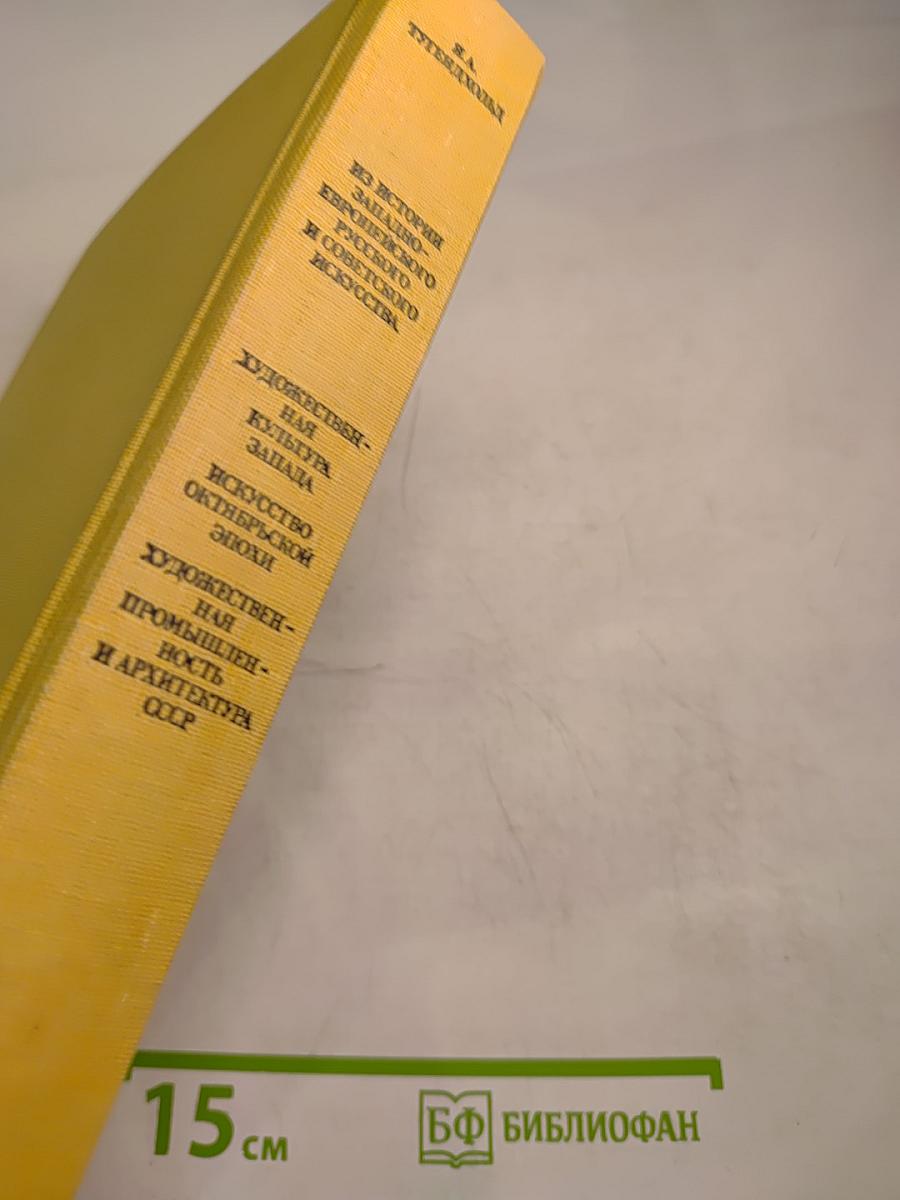 Я. А.
ТУГЕНДХОЛЬД
ИЗ ИСТОРИИ
ЗАПАДНО-
ЕВРОПЕЙСКОГО
РУССКОГО
И СОВЕТСКОГО
ИСКУССТВА
ХУДОЖЕСТВЕН-
НАЯ
КУЛЬТУРА
ЗАПАДА
ИСКУССТВО
ОКТЯБРЬСКОЙ
ЭПОХИ
ХУДОЖЕСТВЕН-
НАЯ
ПРОМЫШЛЕН-
НОСТЬ
И АРХИТЕКТУРА
СССР
15 см
БФ БИБЛИОФАН